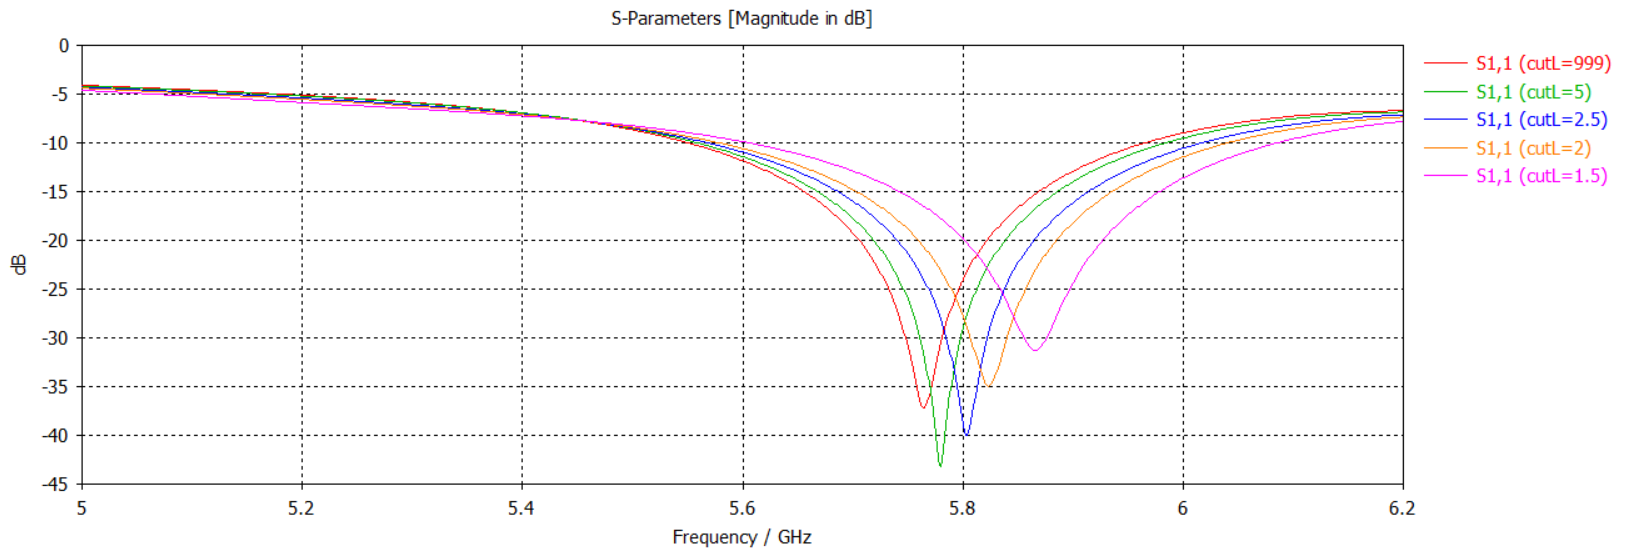 S-Parameters [Magnitude in dB]
0
-5
-10
-15
-20
-25
-30
-35
-40
-45
dB
5
5.2
5.4
5.6
5.8
6
6.2
Frequency / GHz
S1,1 (cutL=999)
S1,1 (cutL=5)
S1,1 (cutL=2.5)
S1,1 (cutL=2)
S1,1 (cutL=1.5)